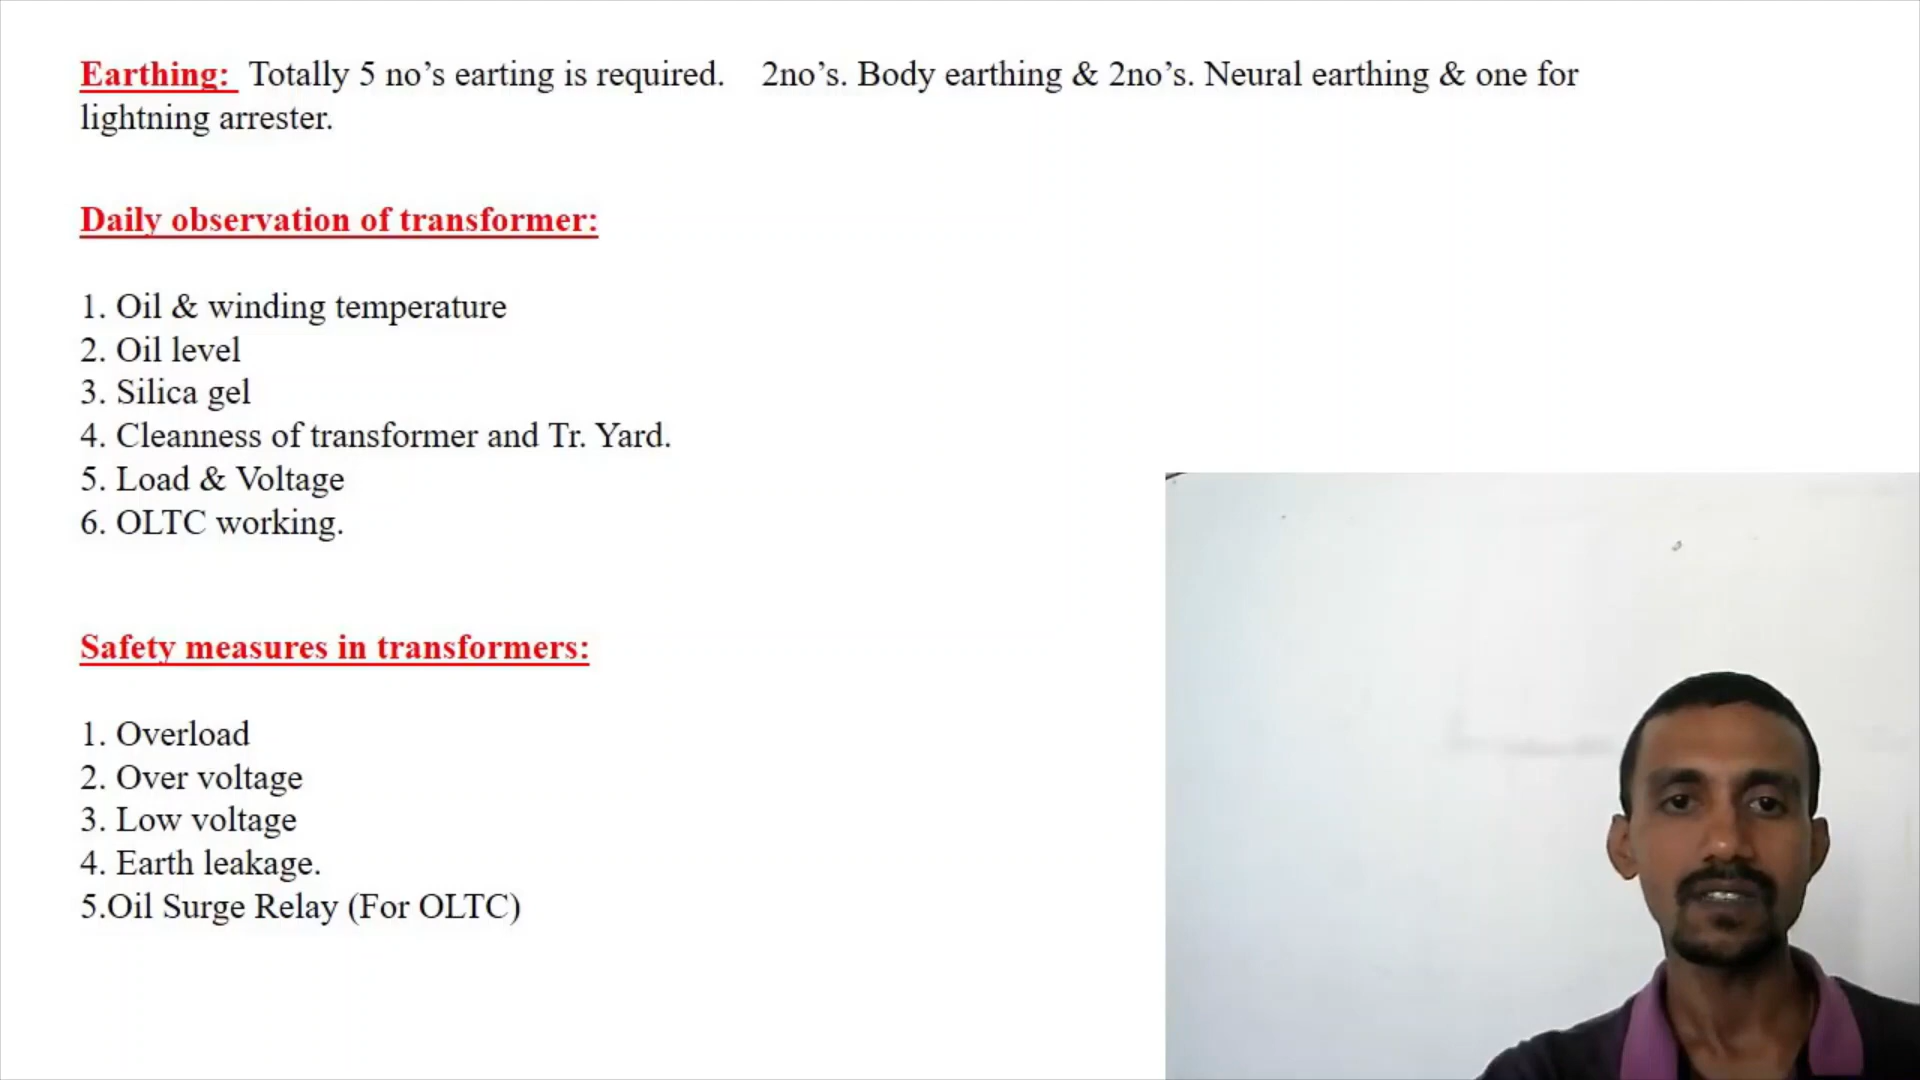 Earthing: Totally 5 no’s earting is required. 2no’s. Body earthing & 2no’s. Neural earthing & one for
lightning arrester.
Daily observation of transformer:
1. Oil & winding temperature
2. Oil level
3. Silica gel
4. Cleanness of transformer and Tr. Yard.
5. Load & Voltage
6. OLTC working.
Safety measures in transformers:
1. Overload
2. Over voltage
3. Low voltage
4. Earth leakage.
5.Oil Surge Relay (For OLTC)